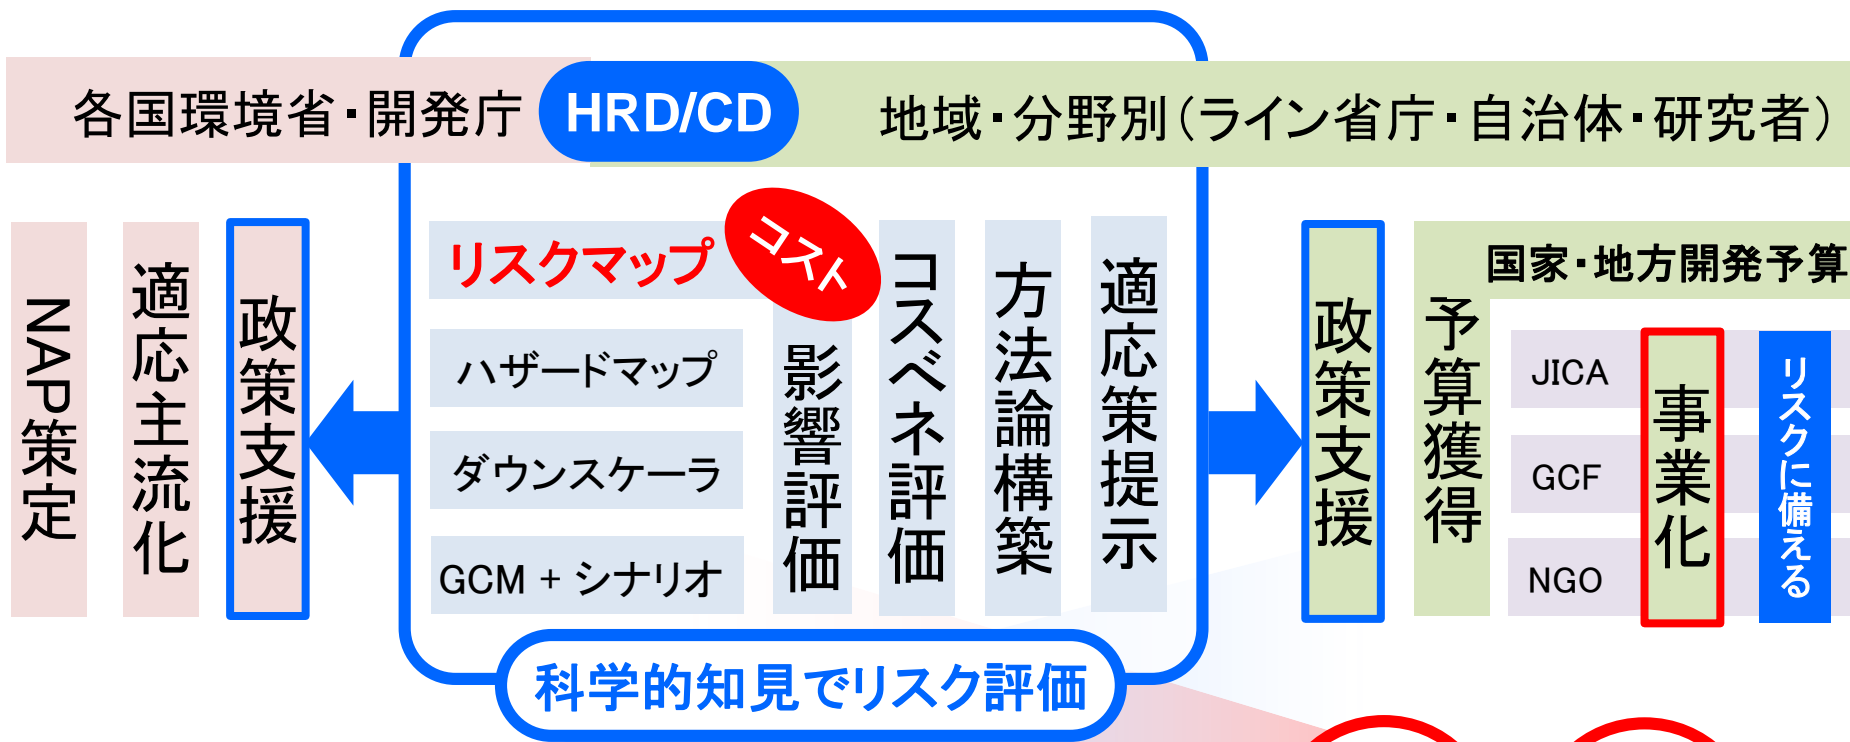 各国環境省・開発庁
HRD/CD
地域・分野別（ライン省庁・自治体・研究者）
NAP策定
適応主流化
政策支援
リスクマップ
コスト
ハザードマップ
ダウンスケーラ
GCM + シナリオ
影響評価
コスベネ評価
方法論構築
適応策提示
科学的知見でリスク評価
政策支援
予算獲得
国家・地方開発予算
JICA
GCF
NGO
事業化
リスクに備える